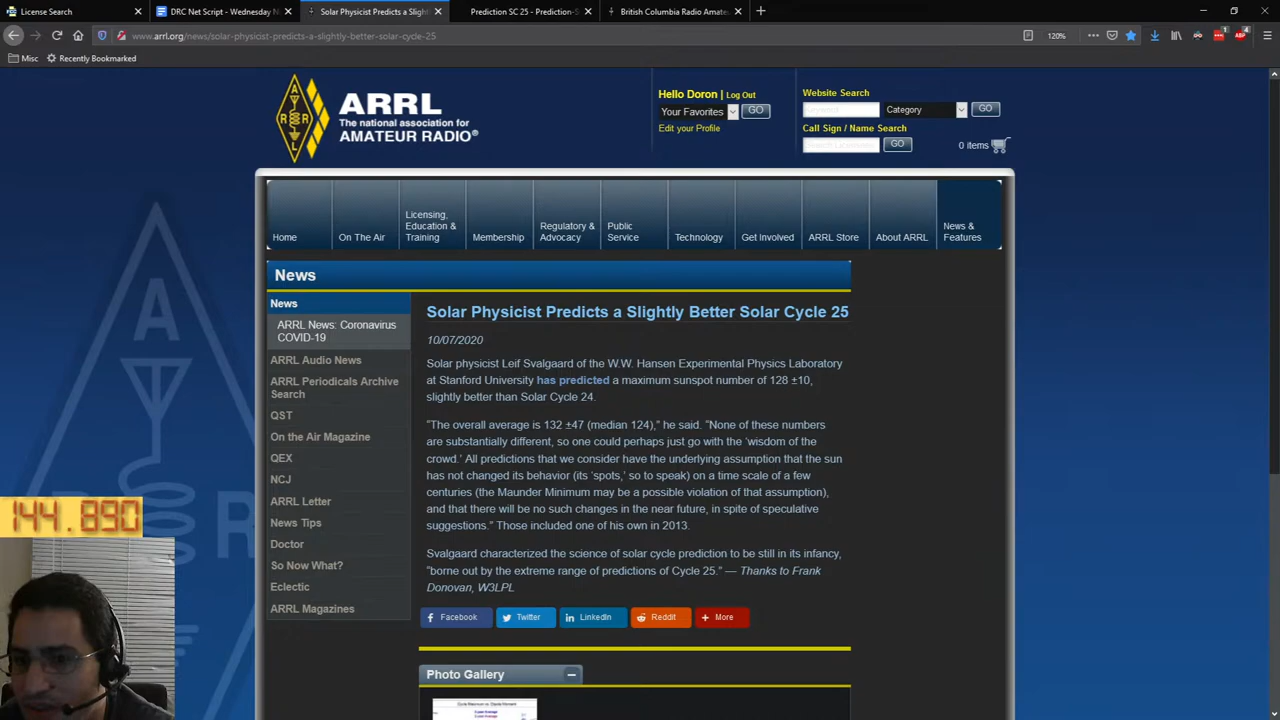 License Search
DRC Net Script - Wednesday N
Solar Physicist Predicts a Slightl
Prediction SC 25 - Prediction-S
British Columbia Radio Amate
www.arrl.org/news/solar-physicist-predicts-a-slightly-better-solar-cycle-25
120%
Misc
Recently Bookmarked
ARRL
The national association for
AMATEUR RADIO®
Hello Doron | Log Out
Your Favorites GO
Edit your Profile
Website Search
Category GO
Call Sign / Name Search
GO
0 items
Home
On The Air
Licensing,
Education &
Training
Membership
Regulatory &
Advocacy
Public
Service
Technology
Get Involved
ARRL Store
About ARRL
News &
Features
News
News
ARRL News: Coronavirus
COVID-19
ARRL Audio News
ARRL Periodicals Archive
Search
QST
On the Air Magazine
QEX
NCJ
ARRL Letter
News Tips
Doctor
So Now What?
Eclectic
ARRL Magazines
Solar Physicist Predicts a Slightly Better Solar Cycle 25
10/07/2020
Solar physicist Leif Svalgaard of the W.W. Hansen Experimental Physics Laboratory
at Stanford University has predicted a maximum sunspot number of 128 ±10,
slightly better than Solar Cycle 24.
“The overall average is 132 ±47 (median 124),” he said. “None of these numbers
are substantially different, so one could perhaps just go with the ‘wisdom of the
crowd.’ All predictions that we consider have the underlying assumption that the sun
has not changed its behavior (its ‘spots,’ so to speak) on a time scale of a few
centuries (the Maunder Minimum may be a possible violation of that assumption),
and that there will be no such changes in the near future, in spite of speculative
suggestions.” Those included one of his own in 2013.
Svalgaard characterized the science of solar cycle prediction to be still in its infancy,
“borne out by the extreme range of predictions of Cycle 25.” — Thanks to Frank
Donovan, W3LPL
Facebook
Twitter
LinkedIn
Reddit
More
Photo Gallery
144.890